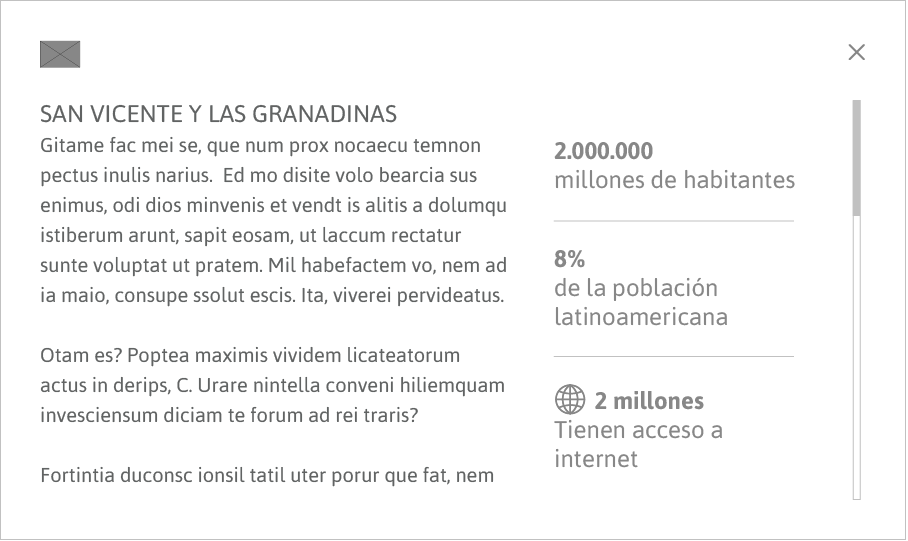 SAN VICENTE Y LAS GRANADINAS
Gitame fac mei se, que num prox nocaecu temnon
pectus inulis narius.  Ed mo disite volo bearcia sus
enimus, odi dios minvenis et vendt is alitis a dolumqu
istiberum arunt, sapit eosam, ut laccum rectatur
sunte voluptat ut pratem. Mil habefactem vo, nem ad
ia maio, consupe ssolut escis. Ita, viverei pervideatus.

Otam es? Poptea maximis vividem licateatorum
actus in derips, C. Urare nintella conveni hiliemquam
invesciensum diciam te forum ad rei traris?

Fortintia duconsc ionsil tatil uter porur que fat, nem

2.000.000
millones de habitantes
8%
de la población
latinoamericana
2 millones
Tienen acceso a
internet